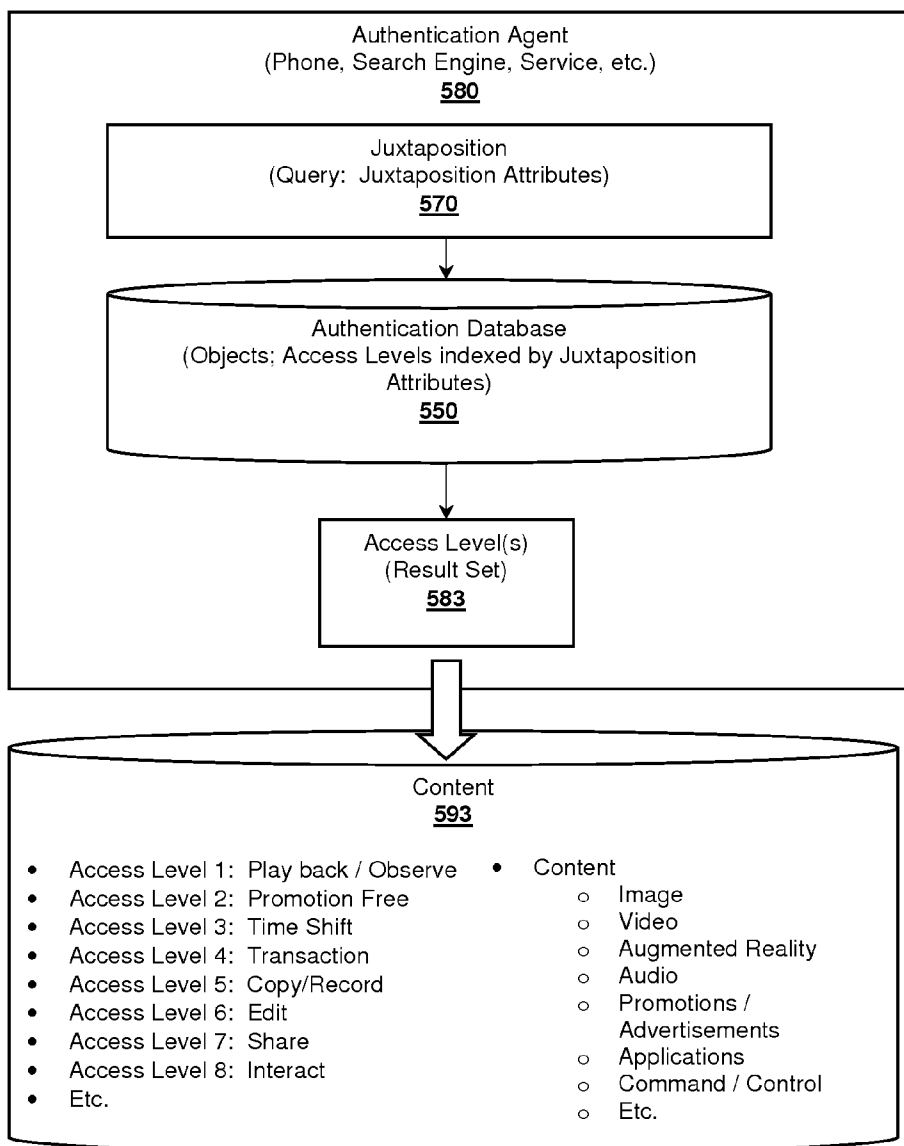 Authentication Agent
(Phone, Search Engine, Service, etc.)
580
Juxtaposition
(Query:  Juxtaposition Attributes)
570
Authentication Database
(Objects; Access Levels indexed by Juxtaposition
Attributes)
550
Access Level(s)
(Result Set)
583
Content
593
• Access Level 1:  Play back / Observe
• Access Level 2:  Promotion Free
• Access Level 3:  Time Shift
• Access Level 4:  Transaction
• Access Level 5:  Copy/Record
• Access Level 6:  Edit
• Access Level 7:  Share
• Access Level 8:  Interact
• Etc.
• Content
o Image
o Video
o Augmented Reality
o Audio
o Promotions /
Advertisements
o Applications
o Command / Control
o Etc.